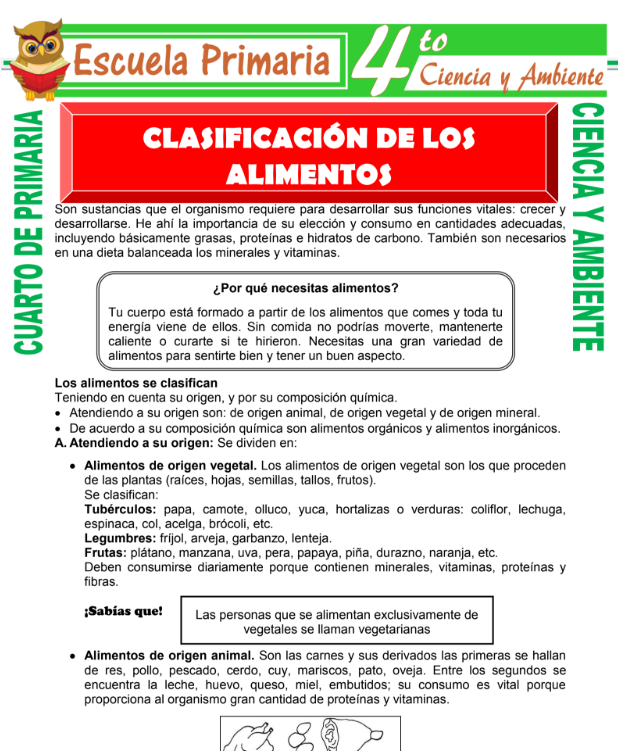 Escuela Primaria
4to
Ciencia y Ambiente
CUARTO DE PRIMARIA
CIENCIA Y AMBIENTE
CLASIFICACIÓN DE LOS
ALIMENTOS
Son sustancias que el organismo requiere para desarrollar sus funciones vitales: crecer y
desarrollarse. He ahí la importancia de su elección y consumo en cantidades adecuadas,
incluyendo básicamente grasas, proteínas e hidratos de carbono. También son necesarios
en una dieta balanceada los minerales y vitaminas.
¿Por qué necesitas alimentos?
Tu cuerpo está formado a partir de los alimentos que comes y toda tu
energía viene de ellos. Sin comida no podrías moverte, mantenerte
caliente o curarte si te hirieron. Necesitas una gran variedad de
alimentos para sentirte bien y tener un buen aspecto.
Los alimentos se clasifican
Teniendo en cuenta su origen, y por su composición química.
• Atendiendo a su origen son: de origen animal, de origen vegetal y de origen mineral.
• De acuerdo a su composición química son alimentos orgánicos y alimentos inorgánicos.
A. Atendiendo a su origen: Se dividen en:
• Alimentos de origen vegetal. Los alimentos de origen vegetal son los que proceden
de las plantas (raíces, hojas, semillas, tallos, frutos).
Se clasifican:
Tubérculos: papa, camote, olluco, yuca, hortalizas o verduras: coliflor, lechuga,
espinaca, col, acelga, brócoli, etc.
Legumbres: fríjol, arveja, garbanzo, lenteja.
Frutas: plátano, manzana, uva, pera, papaya, piña, durazno, naranja, etc.
Deben consumirse diariamente porque contienen minerales, vitaminas, proteínas y
fibras.
¡Sabías que!
Las personas que se alimentan exclusivamente de
vegetales se llaman vegetarianas
• Alimentos de origen animal. Son las carnes y sus derivados las primeras se hallan
de res, pollo, pescado, cerdo, cuy, mariscos, pato, oveja. Entre los segundos se
encuentra la leche, huevo, queso, miel, embutidos; su consumo es vital porque
proporciona al organismo gran cantidad de proteínas y vitaminas.